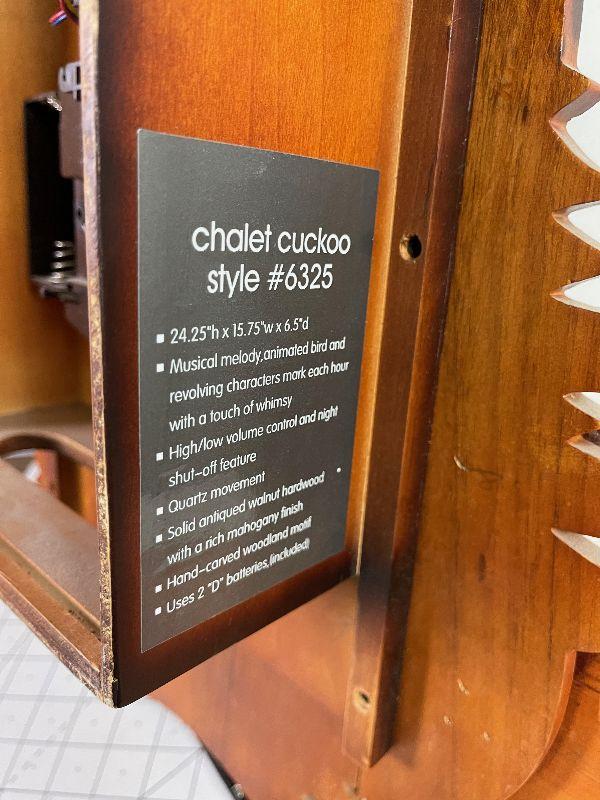 chalet cuckoo
style #6325
▪ 24.25"h x 15.75"w x 6.5"d
▪ Musical melody,animated bird and
revolving characters mark each hour
with a touch of whimsy
▪ High/low volume control and night
shut-off feature
▪ Quartz movement
▪ Solid antiqued walnut hardwood
with a rich mahogany finish
▪ Hand-carved woodland motif
▪ Uses 2 "D" batteries,(included)